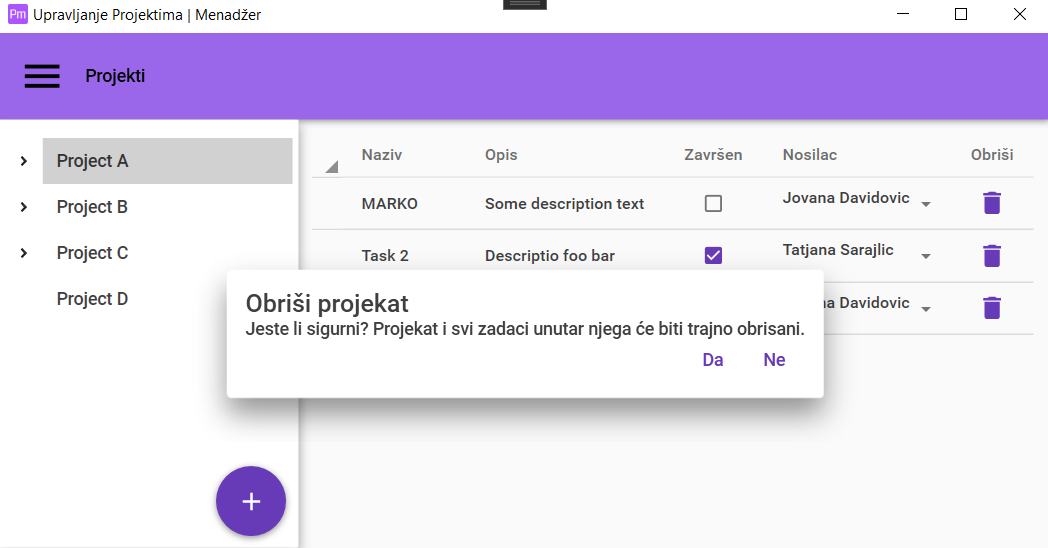 Pm Upravljanje Projektima | Menadžer
Projekti
Project A
Project B
Project C
Project D
Naziv Opis Završen Nosilac Obriši
MARKO Some description text Jovana Davidovic
Task 2 Descriptio foo bar Tatjana Sarajlic
Davidovic
Obriši projekat
Jeste li sigurni? Projekat i svi zadaci unutar njega će biti trajno obrisani.
Da Ne